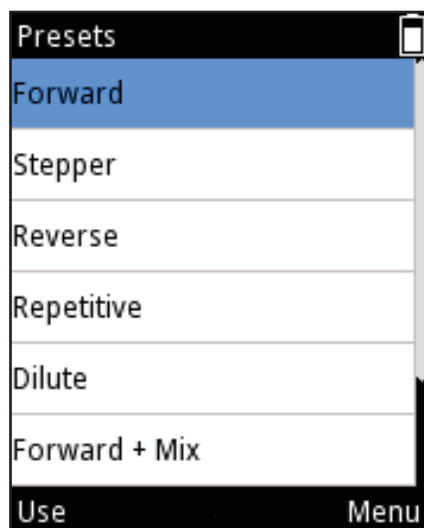 Presets
Forward
Stepper
Reverse
Repetitive
Dilute
Forward + Mix
Use Menu